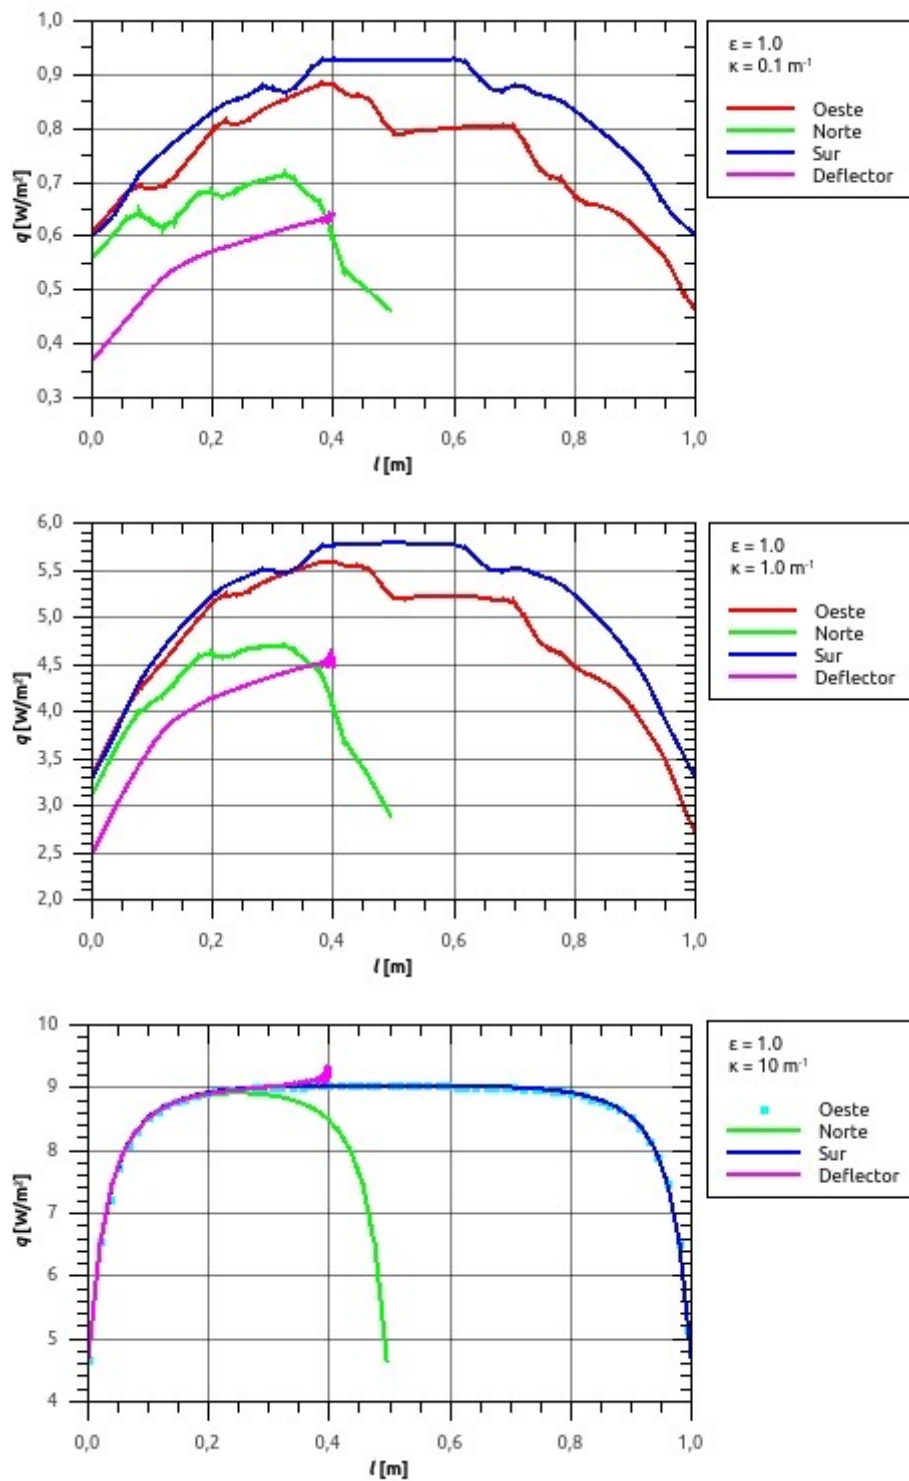 1,0
0,9
0,8
0,7
0,6
0,5
0,4
0,3
q [W/m²]
0,0 0,2 0,4 0,6 0,8 1,0
l [m]
ε = 1.0
κ = 0.1 m⁻¹
Oeste
Norte
Sur
Deflector
6,0
5,5
5,0
4,5
4,0
3,5
3,0
2,5
2,0
q [W/m²]
0,0 0,2 0,4 0,6 0,8 1,0
l [m]
ε = 1.0
κ = 1.0 m⁻¹
Oeste
Norte
Sur
Deflector
10
9
8
7
6
5
4
q [W/m²]
0,0 0,2 0,4 0,6 0,8 1,0
l [m]
ε = 1.0
κ = 10 m⁻¹
Oeste
Norte
Sur
Deflector